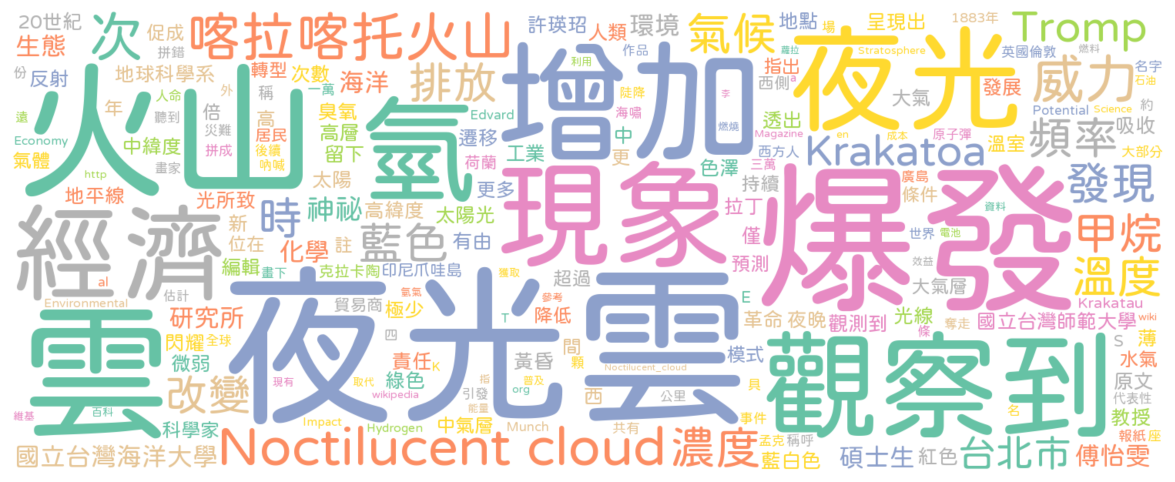 20世紀
生態
次
促成
拼錯
喀拉喀托火山
許瑛玿
人類
作品
環境
氣候
地點
呈現出
1883年
Tromp
份
反射
地球科學系
轉型
次數
一萬
海洋
排放
增加
利用
指出
西側
a
蘿拉
場
Stratosphere
夜光
英國倫敦
燃料
發展
威力
名字
石油
火山
年
人命
聽到
稱
外
倍
災難
高
臭氧
高層
氫
Edvard
遷移
陡降
海嘯
李
燃燒
中
透出
大氣
Potential
Science
約
遠
Economy
中緯度
居民
後續
吶喊
拼成
留下
荷蘭
工業
更
西方人
Magazine
en
成本
原子彈
溫室
頻率
吸收
大部分
氣體
畫家
http
色澤
Krakatoa
三萬
廣島
地平線
光所致
太陽
更多
現象
持續
條件
爆發
發現
資料
經濟
新
時
神祕
高緯度
太陽光
拉丁
僅
世界
電池
甲烷
位在
註
藍色
有由
化學
預測
效益
溫度
編輯
畫下
克拉卡陶
印尼爪哇島
獲取
超過
大氣層
al
估計
Environmental
貿易商
氫氣
參考
E
Krakatau
雲
研究所
極少
四
T
降低
革命
夜晚
觀測到
光線
條
奪走
國立台灣師範大學
wiki
閃耀
全球
微弱
夜光雲
責任
K
黃昏
間
顆
模式
觀察到
S
薄
水氣
改變
現有
取代
綠色
wikipedia
引發
指
普及
org
西
Noctilucent_cloud
公里
具
原文
代表性
維基
百科
科學家
Impact
Hydrogen
中氣層
能量
Munch
共有
事件
名
教授
報紙
座
國立台灣海洋大學
Noctilucent cloud
濃度
孟克
稱呼
藍白色
碩士生
紅色
台北市
傅怡雯